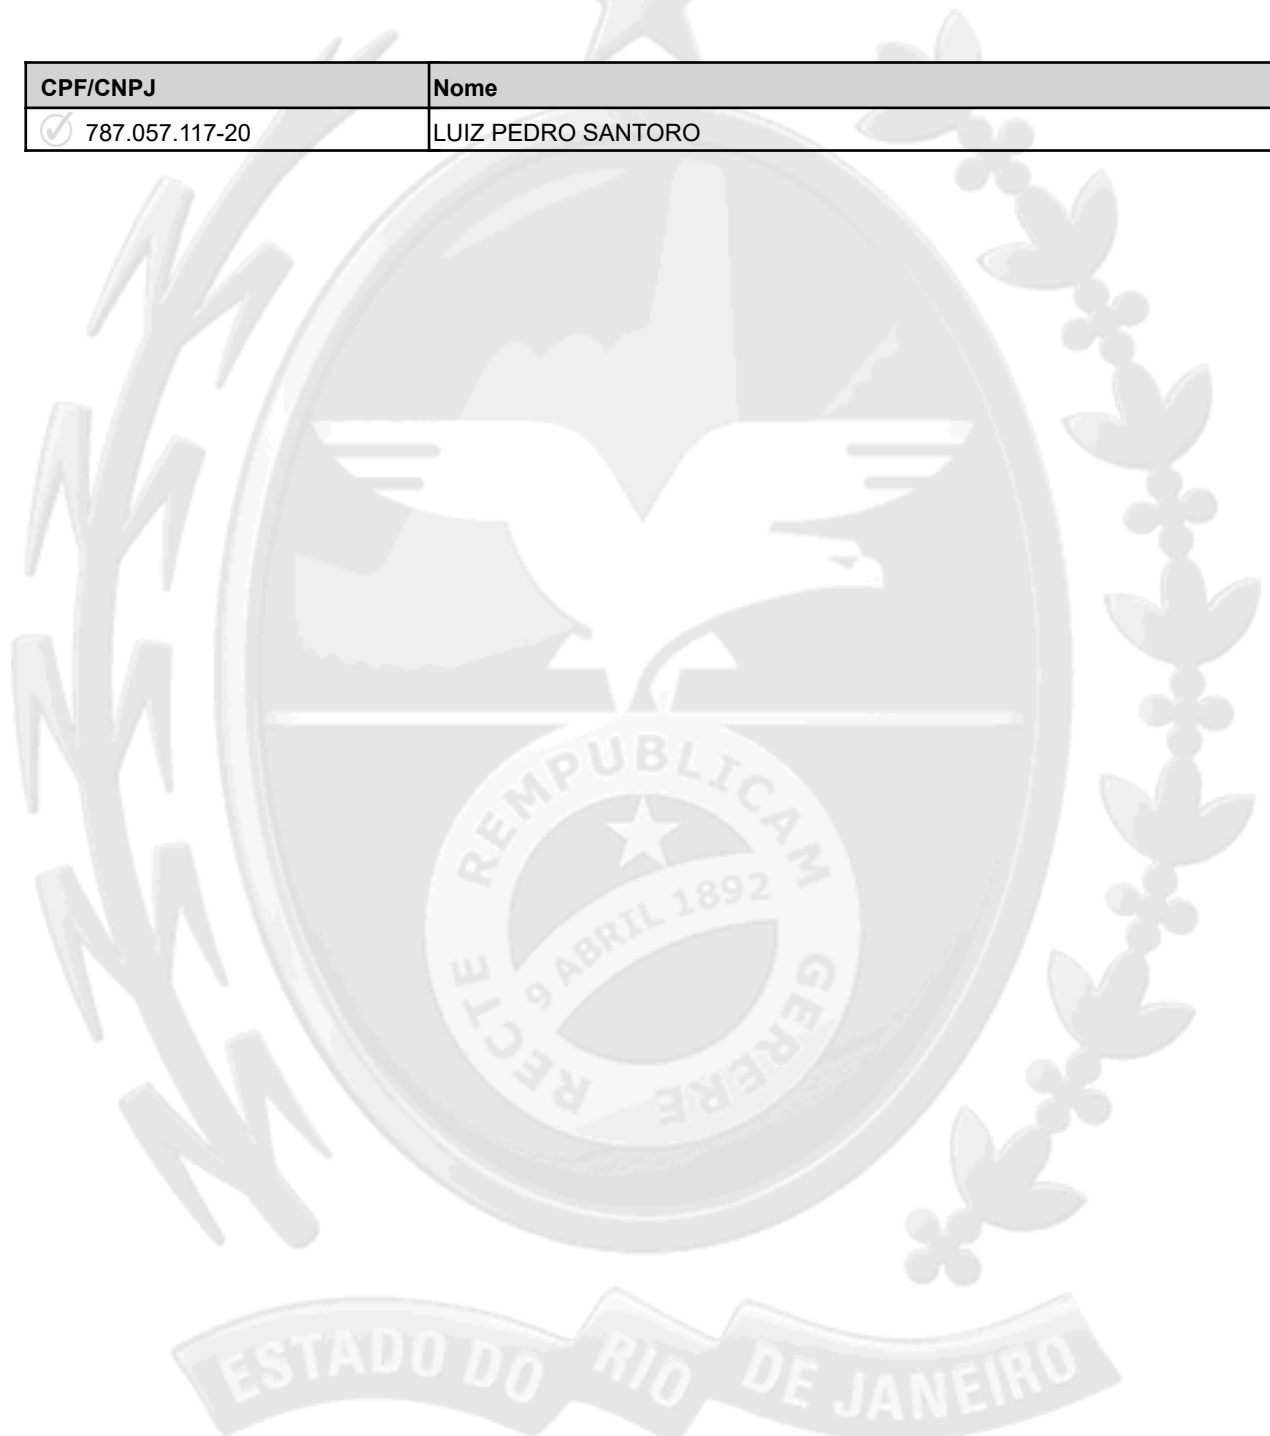 CPF/CNPJ Nome
787.057.117-20 LUIZ PEDRO SANTORO
REMPUBLICAM
9 ABRIL 1892
RECTE GERERE
ESTADO DO RIO DE JANEIRO